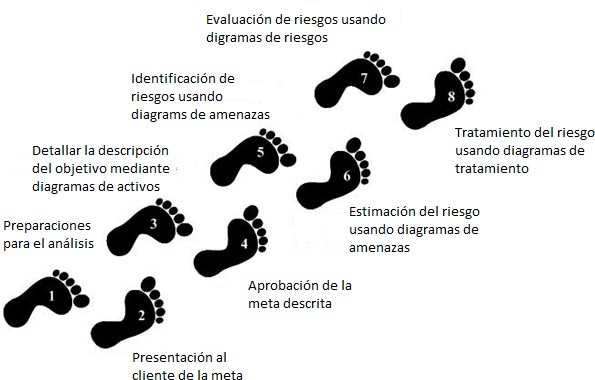 Evaluación de riesgos usando
digramas de riesgos
7
Identificación de
riesgos usando
diagrams de amenazas
8
Tratamiento del riesgo
usando diagramas de
tratamiento
Detallar la descripción
del objetivo mediante
diagramas de activos
5
6
Estimación del riesgo
usando diagramas de
amenazas
Preparaciones
para el análisis
3
4
Aprobación de la
meta descrita
1
2
Presentación al
cliente de la meta